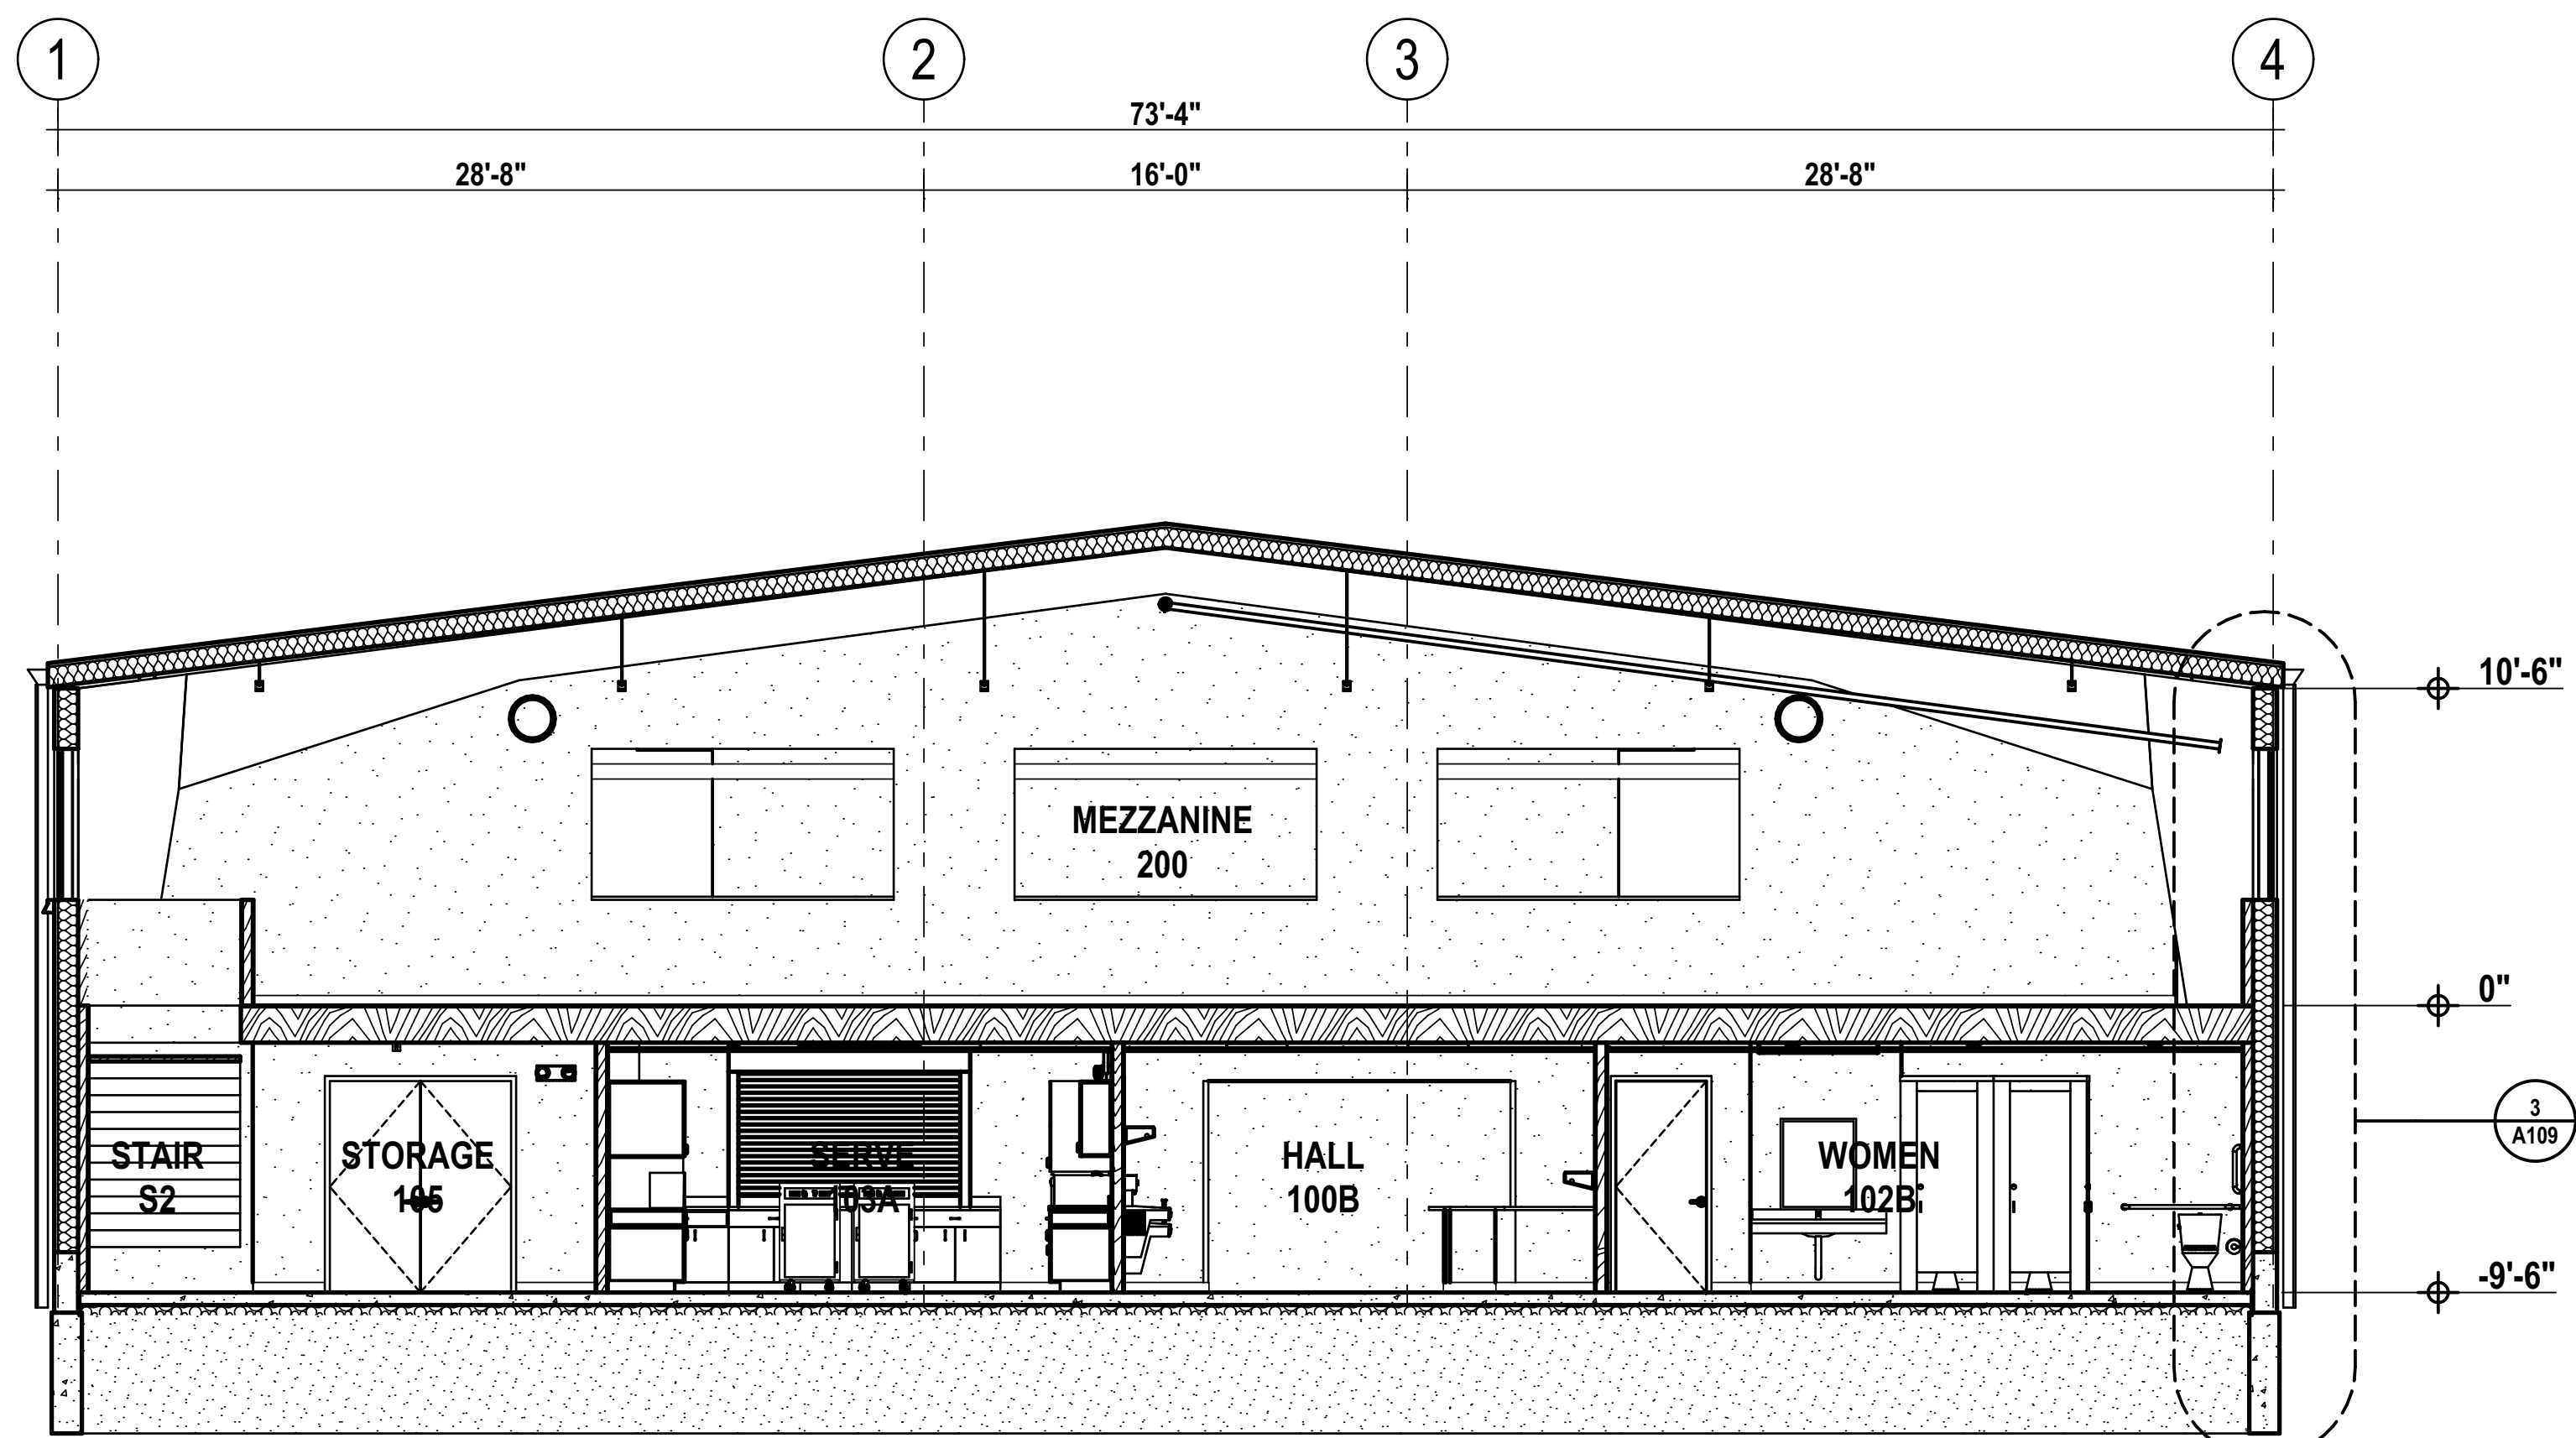 1 2 3 4
73'-4"
28'-8" 16'-0" 28'-8"
10'-6"
MEZZANINE
200
0"
STAIR
S2
STORAGE
105
SERVE
103A
HALL
100B
WOMEN
102B
3
A109
-9'-6"